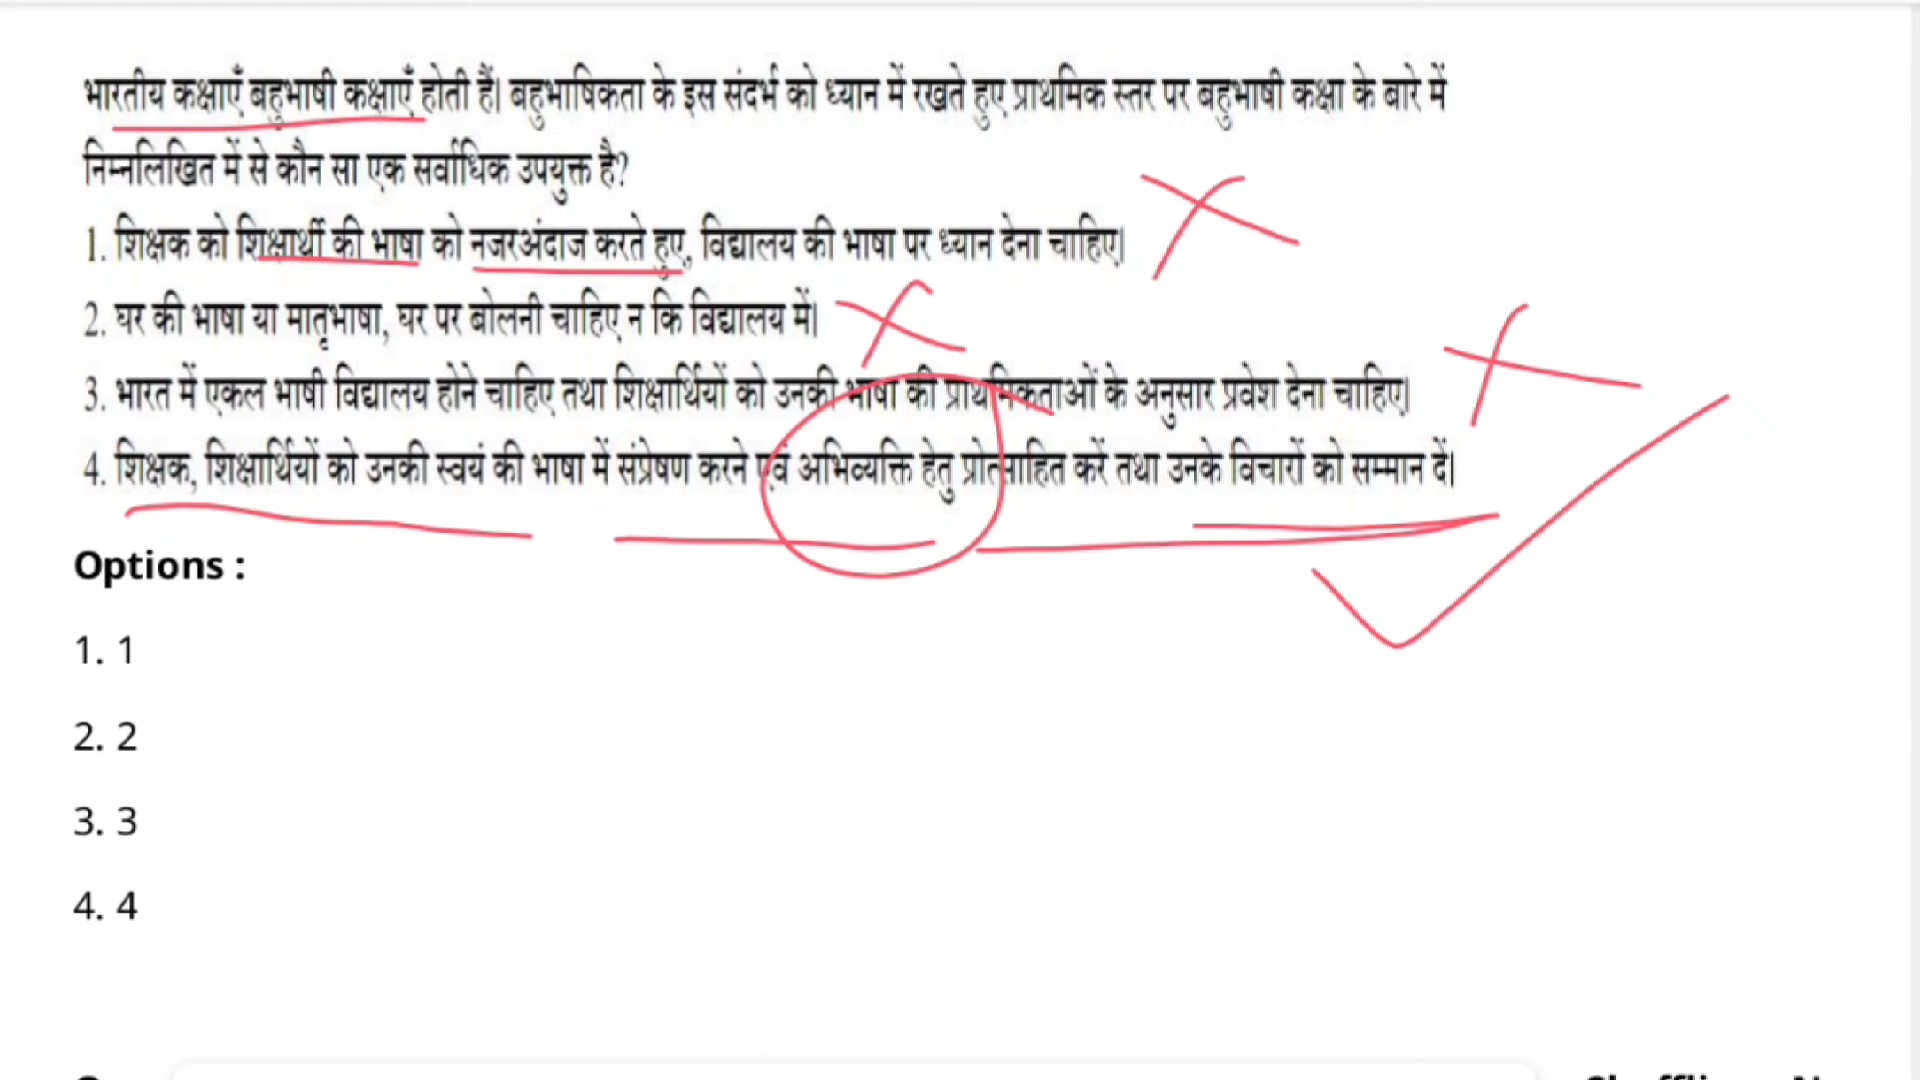 भारतीय कक्षाएँ बहुभाषी कक्षाएँ होती हैं। बहुभाषिकता के इस संदर्भ को ध्यान में रखते हुए प्राथमिक स्तर पर बहुभाषी कक्षा के बारे में
निम्नलिखित में से कौन सा एक सर्वाधिक उपयुक्त है?
1. शिक्षक को शिक्षार्थी की भाषा को नजरअंदाज करते हुए, विद्यालय की भाषा पर ध्यान देना चाहिए।
2. घर की भाषा या मातृभाषा, घर पर बोलनी चाहिए न कि विद्यालय में।
3. भारत में एकल भाषी विद्यालय होने चाहिए तथा शिक्षार्थियों को उनकी भाषा की प्राथमिकताओं के अनुसार प्रवेश देना चाहिए।
4. शिक्षक, शिक्षार्थियों को उनकी स्वयं की भाषा में संप्रेषण करने एवं अभिव्यक्ति हेतु प्रोत्साहित करें तथा उनके विचारों को सम्मान दें।
Options :
1. 1
2. 2
3. 3
4. 4